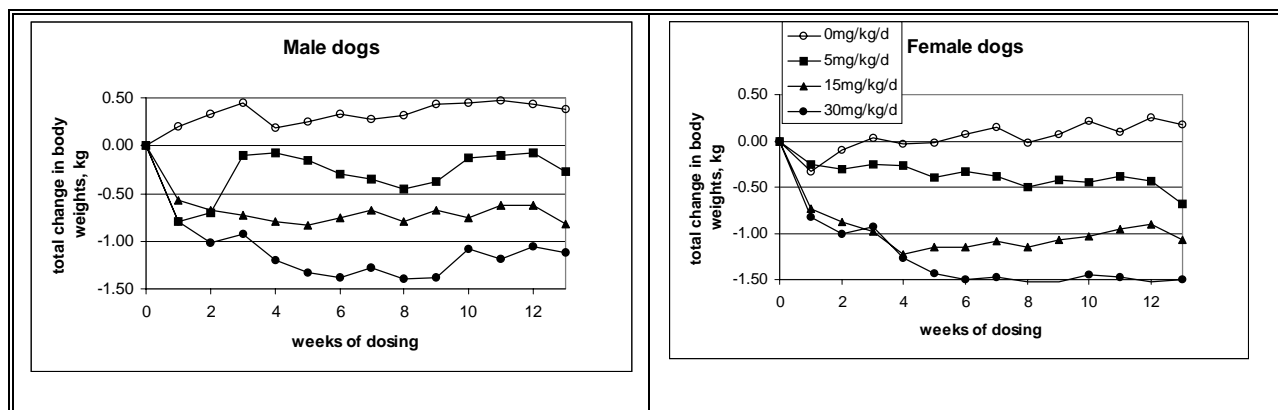 Male dogs
0.50
0.00
-0.50
-1.00
-1.50
total change in body
weights, kg
0 2 4 6 8 10 12
weeks of dosing
0mg/kg/d
5mg/kg/d
15mg/kg/d
30mg/kg/d
Female dogs
0.50
0.00
-0.50
-1.00
-1.50
total change in body
weights, kg
0 2 4 6 8 10 12
weeks of dosing